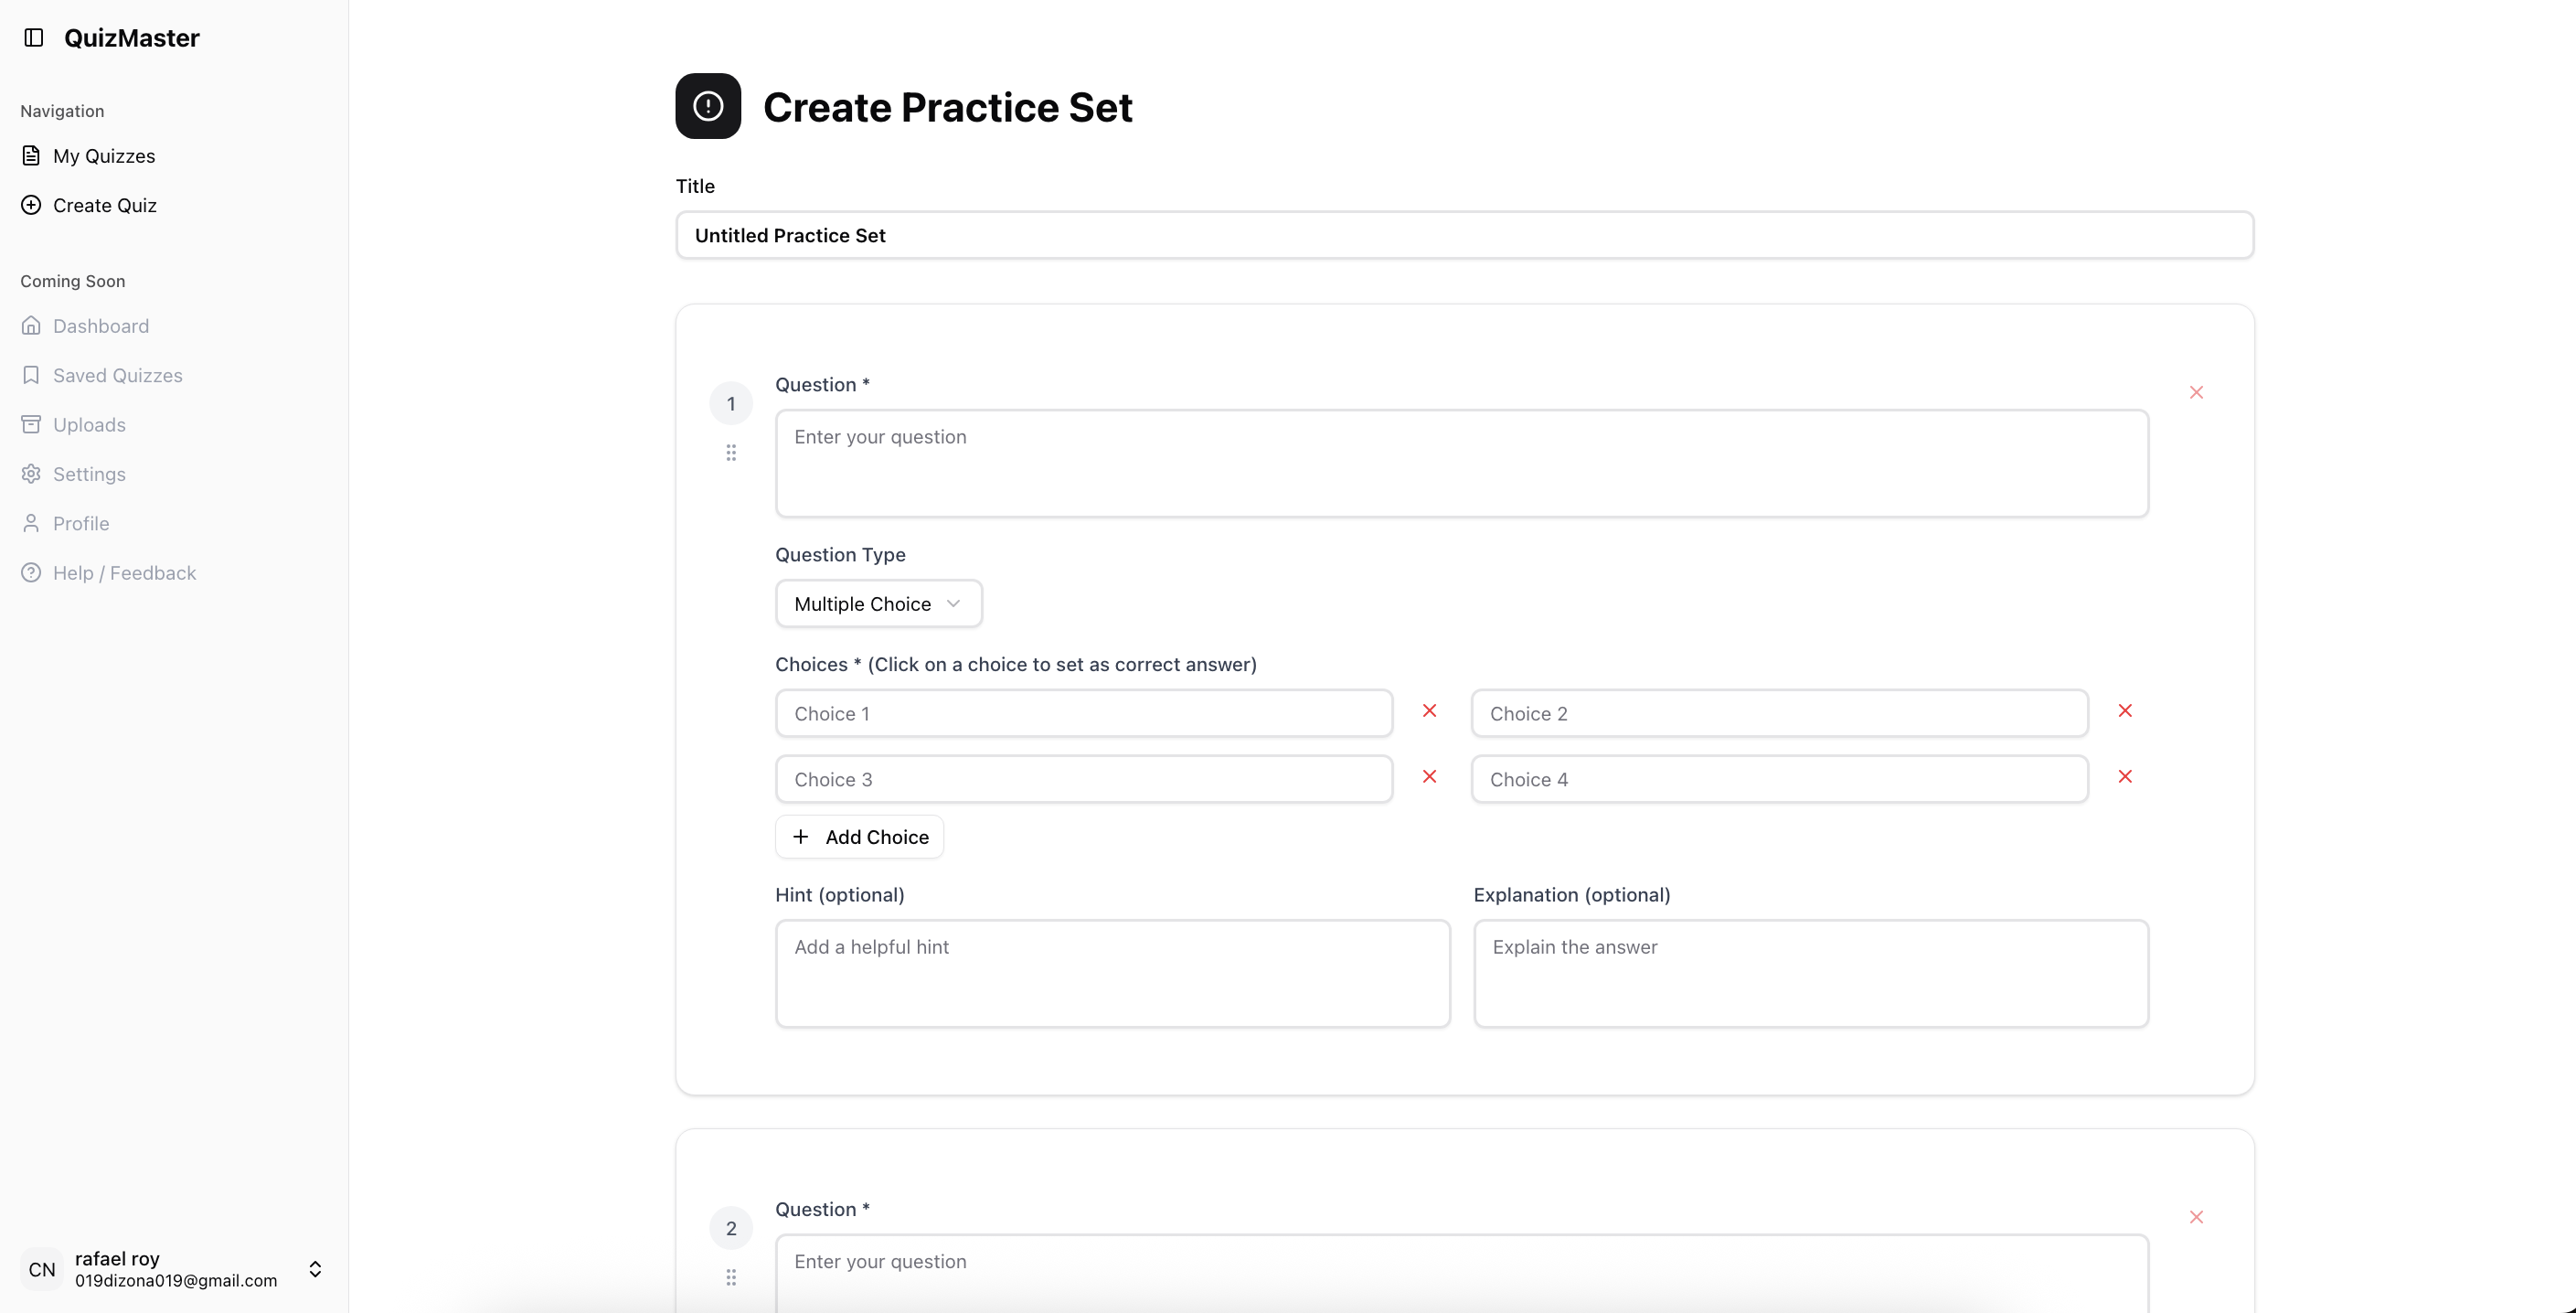 QuizMaster
Navigation
My Quizzes
Create Quiz
Coming Soon
Dashboard
Saved Quizzes
Uploads
Settings
Profile
Help / Feedback
CN
rafael roy
019dizona019@gmail.com
Create Practice Set
Title
Untitled Practice Set
1
Question *
Enter your question
Question Type
Multiple Choice
Choices * (Click on a choice to set as correct answer)
Choice 1
Choice 2
Choice 3
Choice 4
Add Choice
Hint (optional)
Explanation (optional)
Add a helpful hint
Explain the answer
2
Question *
Enter your question